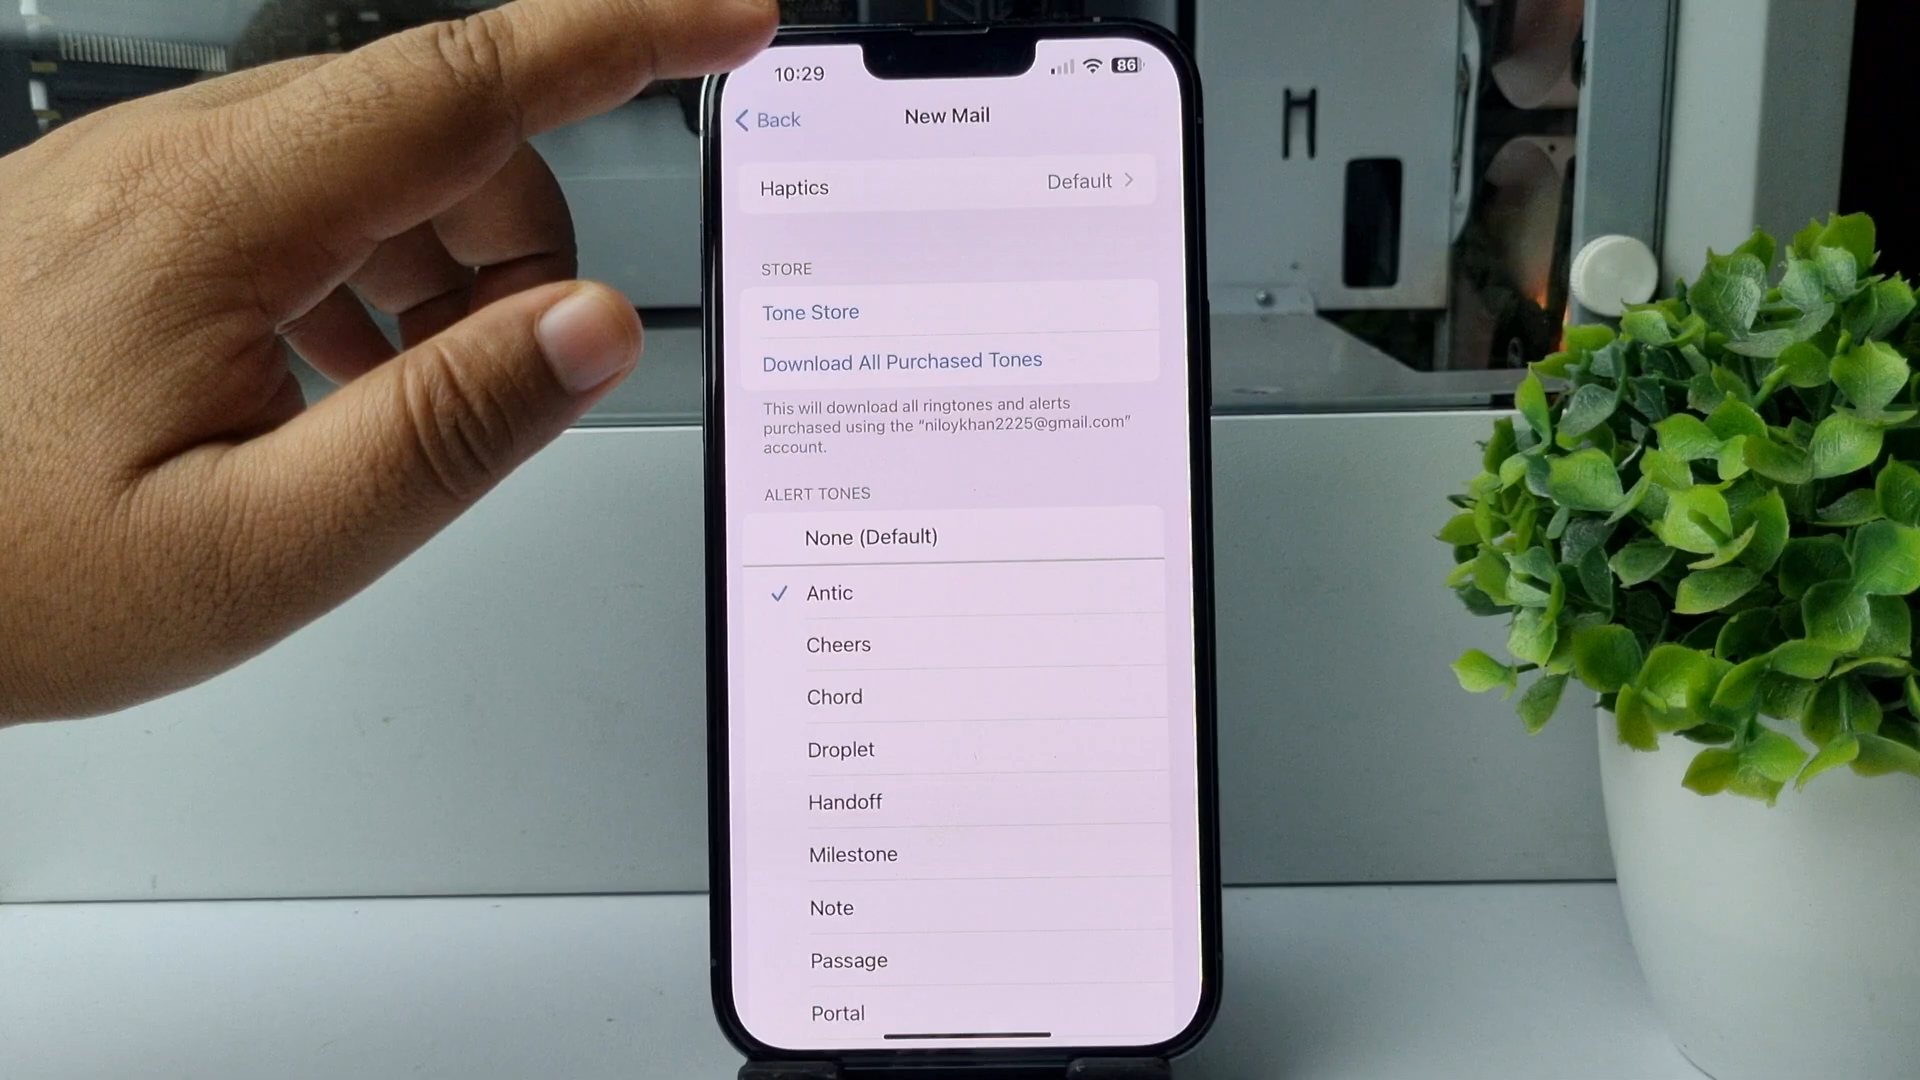 10:29
86
Back
New Mail
Haptics Default
STORE
Tone Store
Download All Purchased Tones
This will download all ringtones and alerts
purchased using the “niloykhan2225@gmail.com”
account.
ALERT TONES
None (Default)
Antic
Cheers
Chord
Droplet
Handoff
Milestone
Note
Passage
Portal